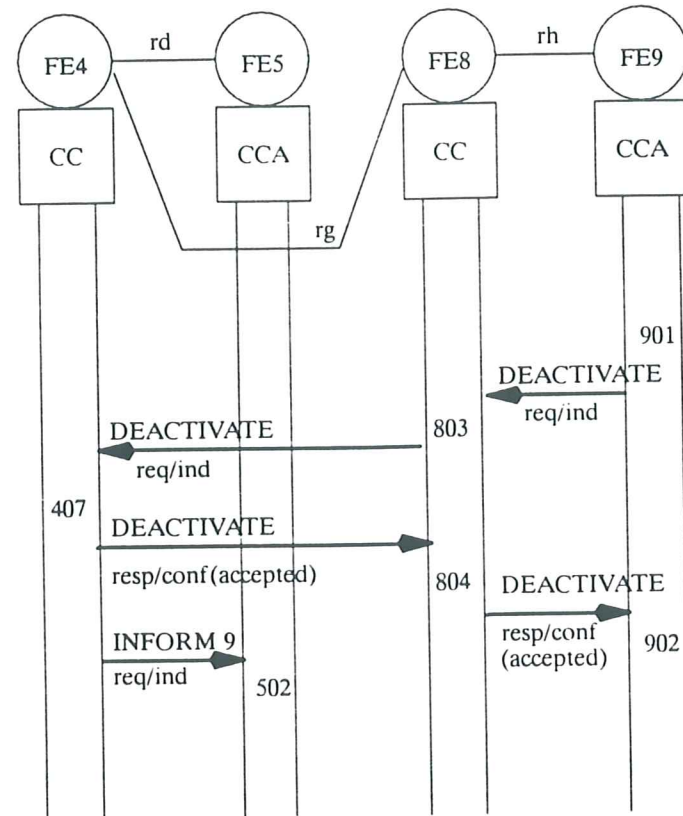 rd
rh
FE4
FE5
FE8
FE9
CC
CCA
CC
CCA
rg
901
DEACTIVATE
req/ind
DEACTIVATE
803
req/ind
407
DEACTIVATE
resp/conf(accepted)
804
DEACTIVATE
resp/conf
(accepted)
902
INFORM 9
req/ind
502